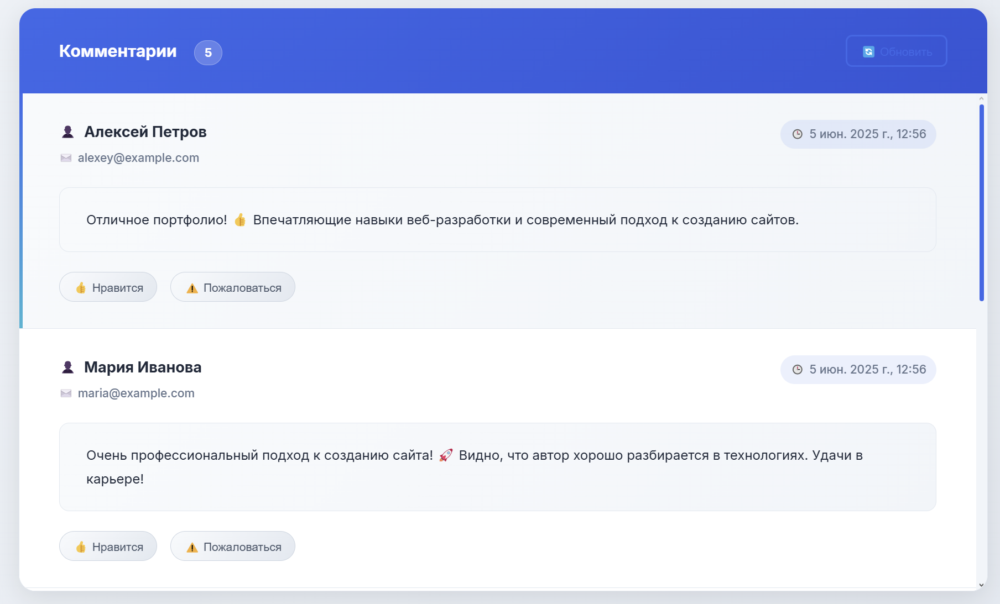 Комментарии 5 🔄 Обновить
👤 Алексей Петров 🕒 5 июн. 2025 г., 12:56
✉️ alexey@example.com
Отличное портфолио! 👍 Впечатляющие навыки веб-разработки и современный подход к созданию сайтов.
👍 Нравится ⚠️ Пожаловаться
👤 Мария Иванова 🕒 5 июн. 2025 г., 12:56
✉️ maria@example.com
Очень профессиональный подход к созданию сайта! 🚀 Видно, что автор хорошо разбирается в технологиях. Удачи в
карьере!
👍 Нравится ⚠️ Пожаловаться